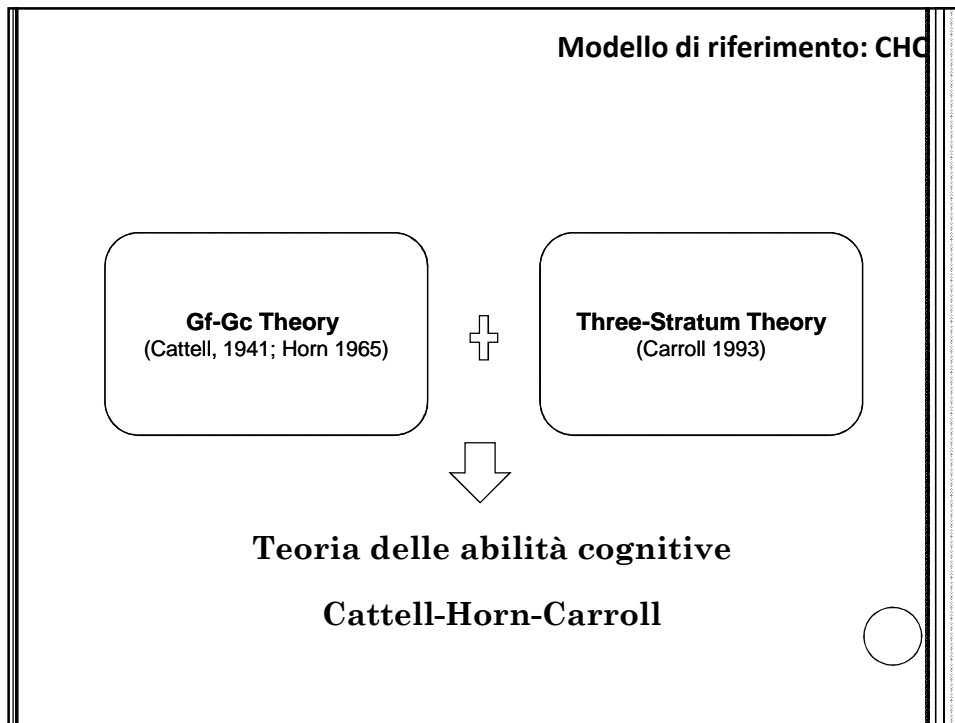 Modello di riferimento: CHC
Gf-Gc Theory
(Cattell, 1941; Horn 1965)
Three-Stratum Theory
(Carroll 1993)
Teoria delle abilità cognitive
Cattell-Horn-Carroll